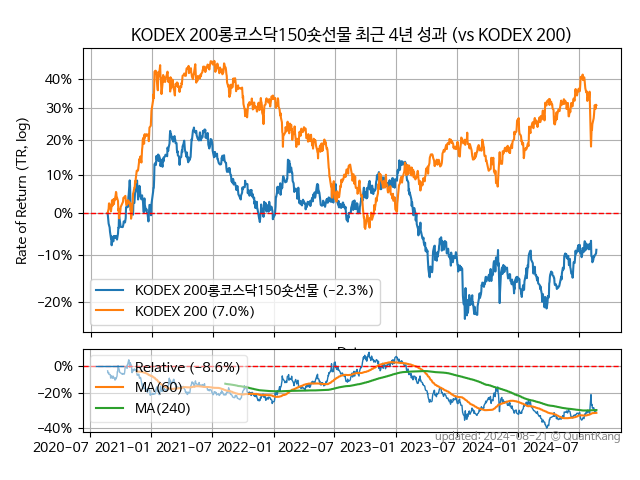 KODEX 200롱코스닥150숏선물 최근 4년 성과 (vs KODEX 200)
Rate of Return (TR, log)
40%
30%
20%
10%
0%
−10%
−20%
KODEX 200롱코스닥150숏선물 (−2.3%)
KODEX 200 (7.0%)
0%
−20%
−40%
Relative (−8.6%)
MA(60)
MA(240)
2020-07 2021-01 2021-07 2022-01 2022-07 2023-01 2023-07 2024-01 2024-07
updated: 2024-08-21 © QuantKang